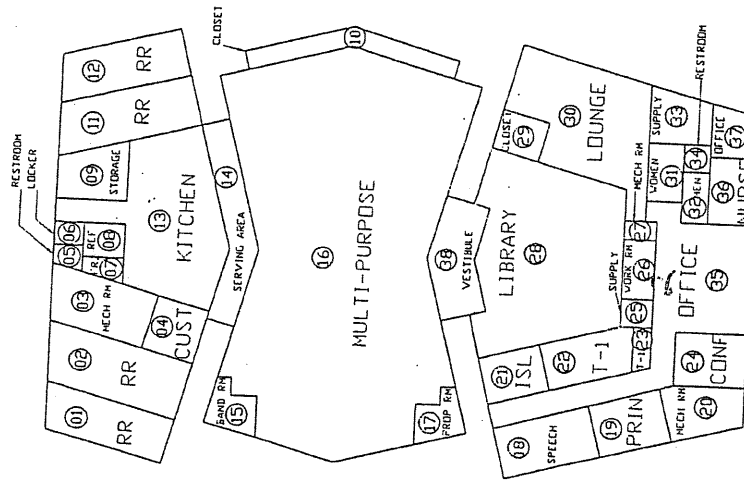 RESTROOM
LOCKER
CLOSET
01
RR
02
RR
03
MECH RM
04
CUST
05
06
07
REF
08
09
STORAGE
11
RR
12
RR
13
KITCHEN
10
14
SERVING AREA
15
BAND RM
16
MULTI-PURPOSE
17
PROP RM
38
VESTIBULE
18
SPEECH
19
PRIN
20
MECH RM
21
ISL
22
T-1
23
T-1
24
CONF
25
SUPPLY
26
WORK RM
27
MECH RM
28
LIBRARY
29
CLOSET
30
LOUNGE
31
WOMEN
32
MEN
33
SUPPLY
34
RESTROOM
35
OFFICE
36
NURSE
37
OFFICE